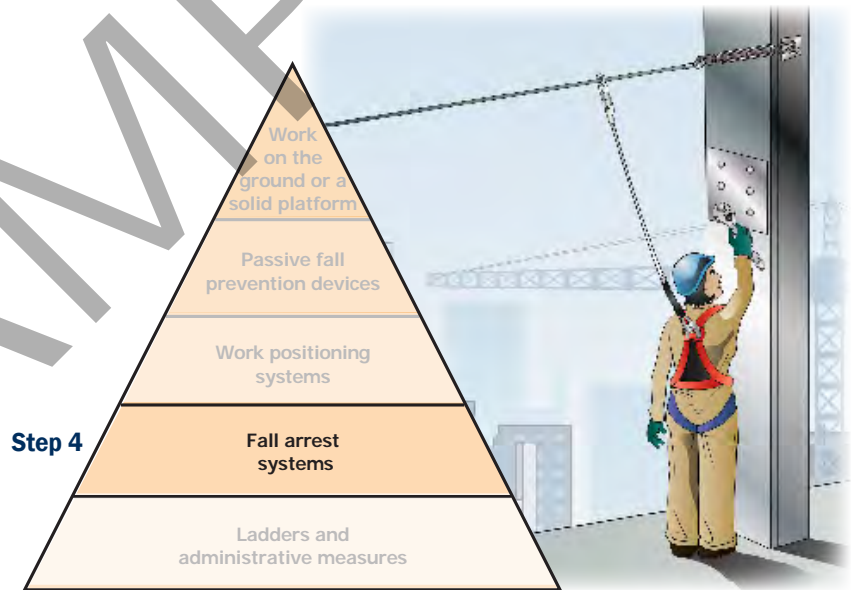 Work
on the
ground or a
solid platform
Passive fall
prevention devices
Work positioning
systems
Step 4
Fall arrest
systems
Ladders and
administrative measures